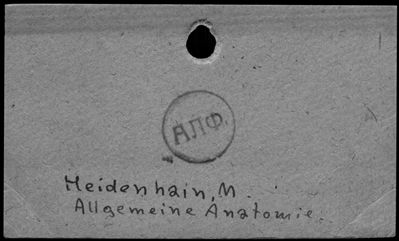 АПФ.
Heidenhain, M.
Allgemeine Anatomie.